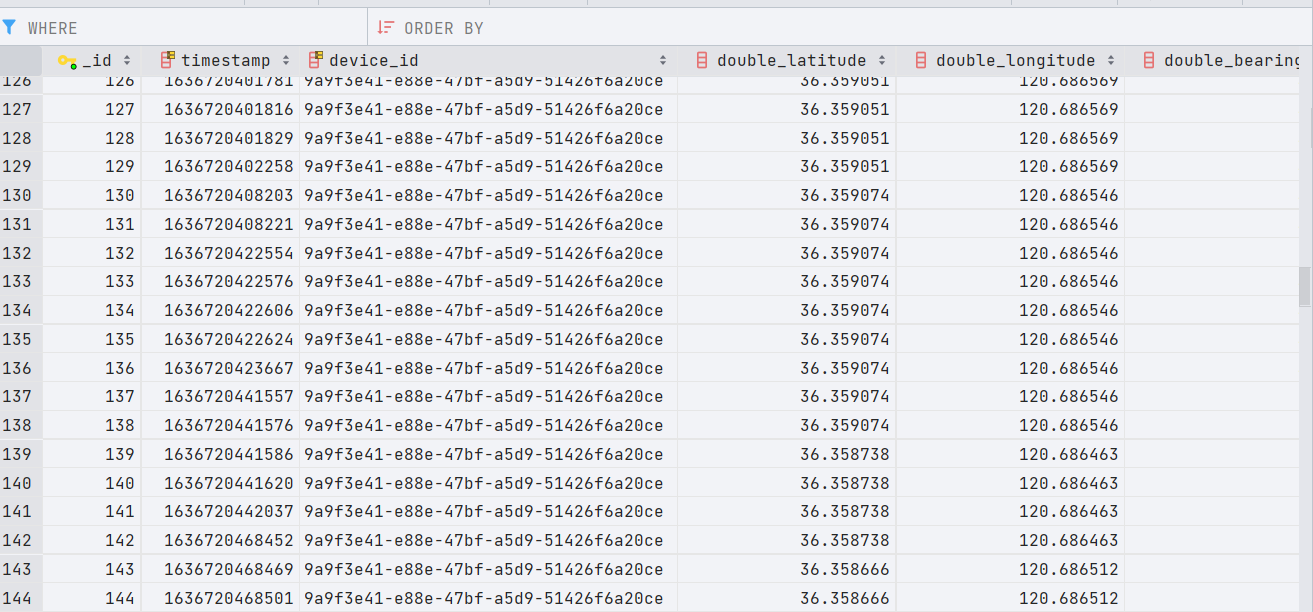 WHERE ORDER BY
_id timestamp device_id double_latitude double_longitude double_bearing
126 126 1636720401781 9a9f3e41-e88e-47bf-a5d9-51426f6a20ce 36.359051 120.686569
127 127 1636720401816 9a9f3e41-e88e-47bf-a5d9-51426f6a20ce 36.359051 120.686569
128 128 1636720401829 9a9f3e41-e88e-47bf-a5d9-51426f6a20ce 36.359051 120.686569
129 129 1636720402258 9a9f3e41-e88e-47bf-a5d9-51426f6a20ce 36.359051 120.686569
130 130 1636720408203 9a9f3e41-e88e-47bf-a5d9-51426f6a20ce 36.359074 120.686546
131 131 1636720408221 9a9f3e41-e88e-47bf-a5d9-51426f6a20ce 36.359074 120.686546
132 132 1636720422554 9a9f3e41-e88e-47bf-a5d9-51426f6a20ce 36.359074 120.686546
133 133 1636720422576 9a9f3e41-e88e-47bf-a5d9-51426f6a20ce 36.359074 120.686546
134 134 1636720422606 9a9f3e41-e88e-47bf-a5d9-51426f6a20ce 36.359074 120.686546
135 135 1636720422624 9a9f3e41-e88e-47bf-a5d9-51426f6a20ce 36.359074 120.686546
136 136 1636720423667 9a9f3e41-e88e-47bf-a5d9-51426f6a20ce 36.359074 120.686546
137 137 1636720441557 9a9f3e41-e88e-47bf-a5d9-51426f6a20ce 36.359074 120.686546
138 138 1636720441576 9a9f3e41-e88e-47bf-a5d9-51426f6a20ce 36.359074 120.686546
139 139 1636720441586 9a9f3e41-e88e-47bf-a5d9-51426f6a20ce 36.358738 120.686463
140 140 1636720441620 9a9f3e41-e88e-47bf-a5d9-51426f6a20ce 36.358738 120.686463
141 141 1636720442037 9a9f3e41-e88e-47bf-a5d9-51426f6a20ce 36.358738 120.686463
142 142 1636720468452 9a9f3e41-e88e-47bf-a5d9-51426f6a20ce 36.358738 120.686463
143 143 1636720468469 9a9f3e41-e88e-47bf-a5d9-51426f6a20ce 36.358666 120.686512
144 144 1636720468501 9a9f3e41-e88e-47bf-a5d9-51426f6a20ce 36.358666 120.686512